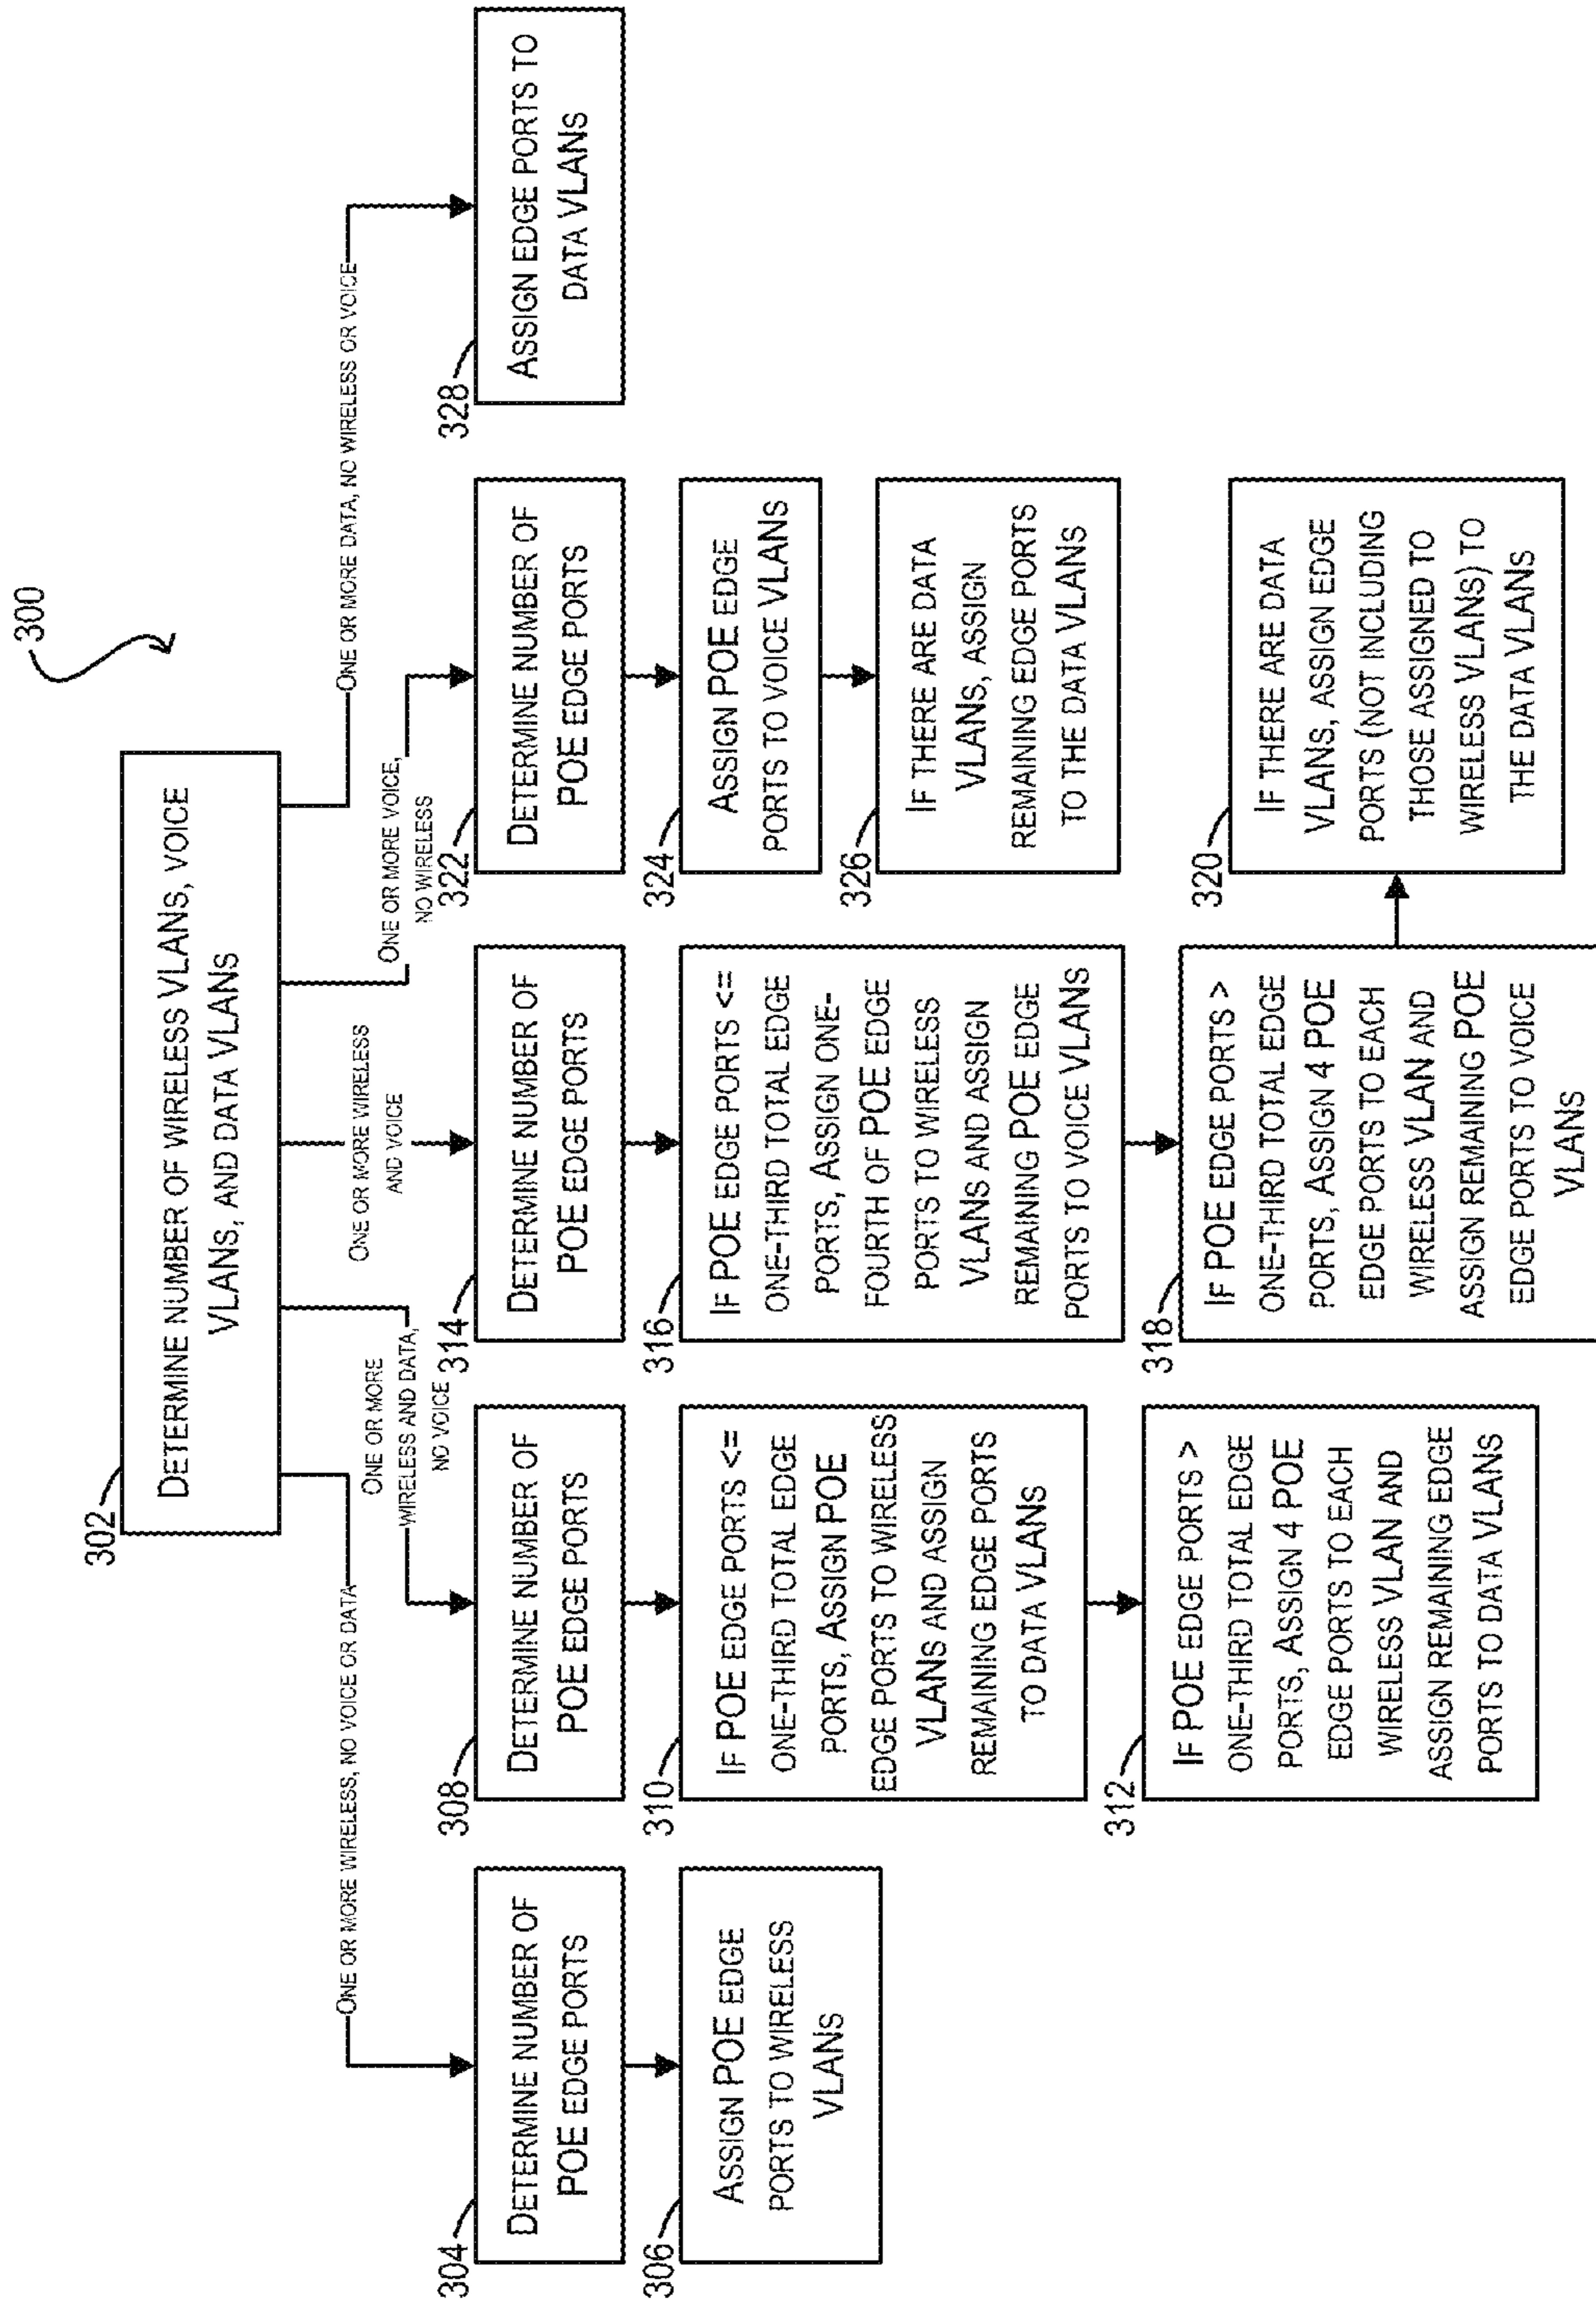 300
302
DETERMINE NUMBER OF WIRELESS VLANS, VOICE
VLANS, AND DATA VLANS
ONE OR MORE WIRELESS, NO VOICE OR DATA
ONE OR MORE
WIRELESS AND DATA,
NO VOICE
ONE OR MORE WIRELESS
AND VOICE
ONE OR MORE VOICE,
NO WIRELESS
ONE OR MORE DATA, NO WIRELESS OR VOICE
304
DETERMINE NUMBER OF
POE EDGE PORTS
306
ASSIGN POE EDGE
PORTS TO WIRELESS
VLANS
308
DETERMINE NUMBER OF
POE EDGE PORTS
310
IF POE EDGE PORTS <=
ONE-THIRD TOTAL EDGE
PORTS, ASSIGN POE
EDGE PORTS TO WIRELESS
VLANS AND ASSIGN
REMAINING EDGE PORTS
TO DATA VLANS
312
IF POE EDGE PORTS >
ONE-THIRD TOTAL EDGE
PORTS, ASSIGN 4 POE
EDGE PORTS TO EACH
WIRELESS VLAN AND
ASSIGN REMAINING EDGE
PORTS TO DATA VLANS
314
DETERMINE NUMBER OF
POE EDGE PORTS
316
IF POE EDGE PORTS <=
ONE-THIRD TOTAL EDGE
PORTS, ASSIGN ONE-
FOURTH OF POE EDGE
PORTS TO WIRELESS
VLANS AND ASSIGN
REMAINING POE EDGE
PORTS TO VOICE VLANS
318
IF POE EDGE PORTS >
ONE-THIRD TOTAL EDGE
PORTS, ASSIGN 4 POE
EDGE PORTS TO EACH
WIRELESS VLAN AND
ASSIGN REMAINING POE
EDGE PORTS TO VOICE
VLANS
320
IF THERE ARE DATA
VLANS, ASSIGN EDGE
PORTS (NOT INCLUDING
THOSE ASSIGNED TO
WIRELESS VLANS) TO
THE DATA VLANS
322
DETERMINE NUMBER OF
POE EDGE PORTS
324
ASSIGN POE EDGE
PORTS TO VOICE VLANS
326
IF THERE ARE DATA
VLANS, ASSIGN
REMAINING EDGE PORTS
TO THE DATA VLANS
328
ASSIGN EDGE PORTS TO
DATA VLANS